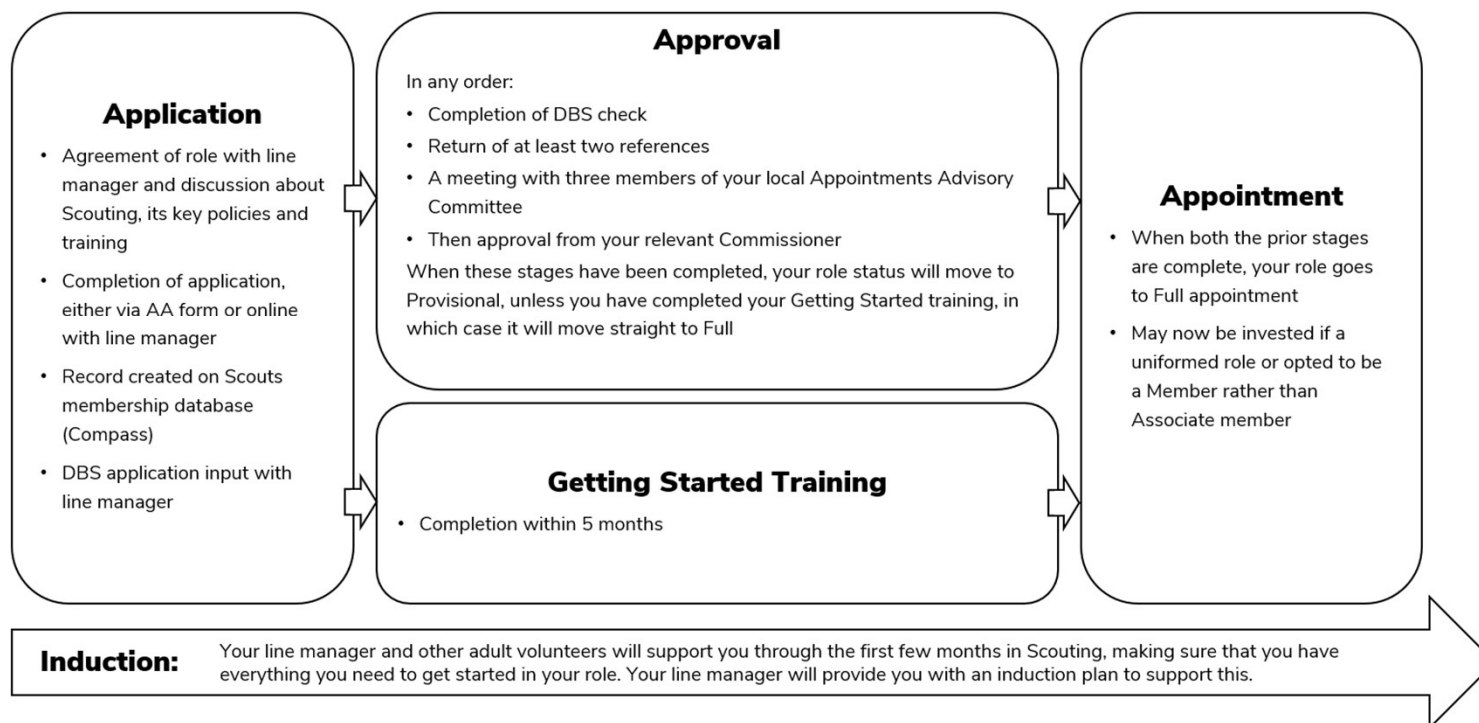 Application
• Agreement of role with line
manager and discussion about
Scouting, its key policies and
training
• Completion of application,
either via AA form or online
with line manager
• Record created on Scouts
membership database
(Compass)
• DBS application input with
line manager
Approval
In any order:
• Completion of DBS check
• Return of at least two references
• A meeting with three members of your local Appointments Advisory
Committee
• Then approval from your relevant Commissioner
When these stages have been completed, your role status will move to
Provisional, unless you have completed your Getting Started training, in
which case it will move straight to Full
Getting Started Training
• Completion within 5 months
Appointment
• When both the prior stages
are complete, your role goes
to Full appointment
• May now be invested if a
uniformed role or opted to be
a Member rather than
Associate member
Induction:
Your line manager and other adult volunteers will support you through the first few months in Scouting, making sure that you have
everything you need to get started in your role. Your line manager will provide you with an induction plan to support this.